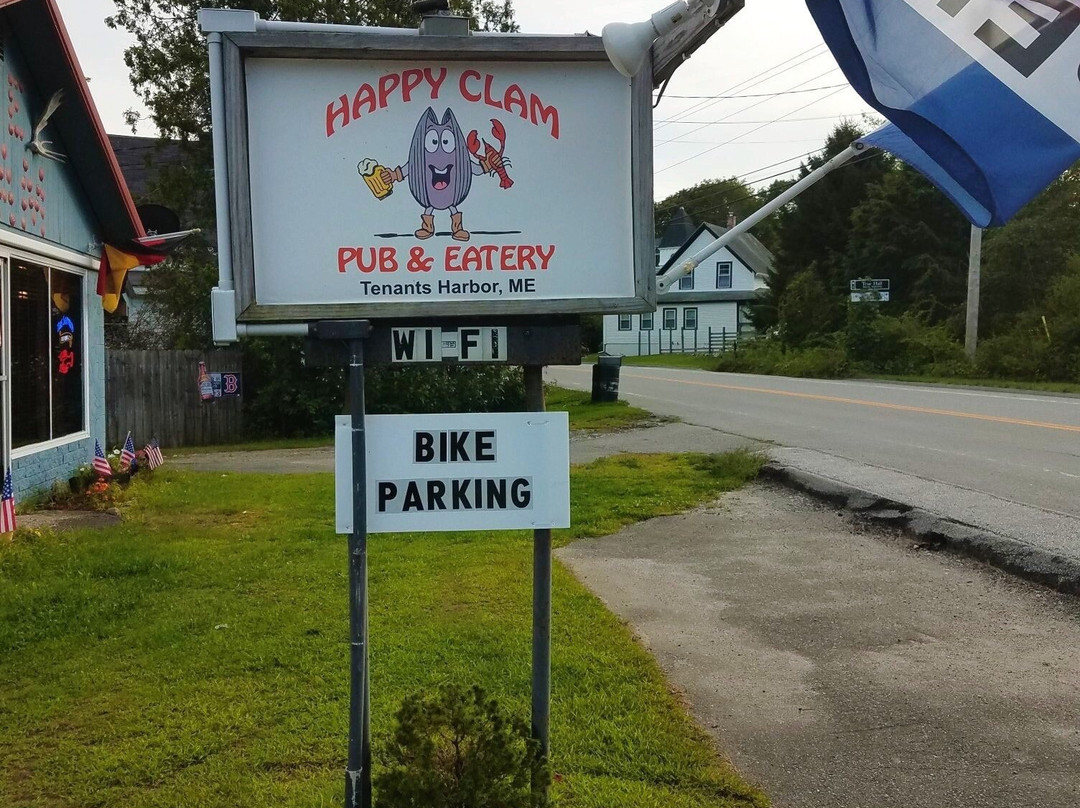 HAPPY CLAM
PUB & EATERY
Tenants Harbor, ME
WI-FI
BIKE
PARKING
B